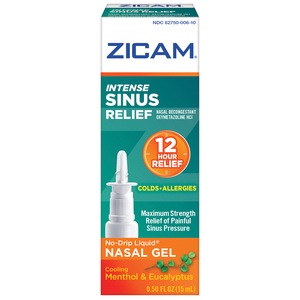 NDC 62750-006-10
ZICAM®
INTENSE
SINUS
RELIEF
NASAL DECONGESTANT
OXYMETAZOLINE HCl
12
HOUR
RELIEF
COLDS • ALLERGIES
Maximum Strength
Relief of Painful
Sinus Pressure
No-Drip Liquid®
NASAL GEL
Cooling
Menthol & Eucalyptus
0.50 FL OZ (15 mL)